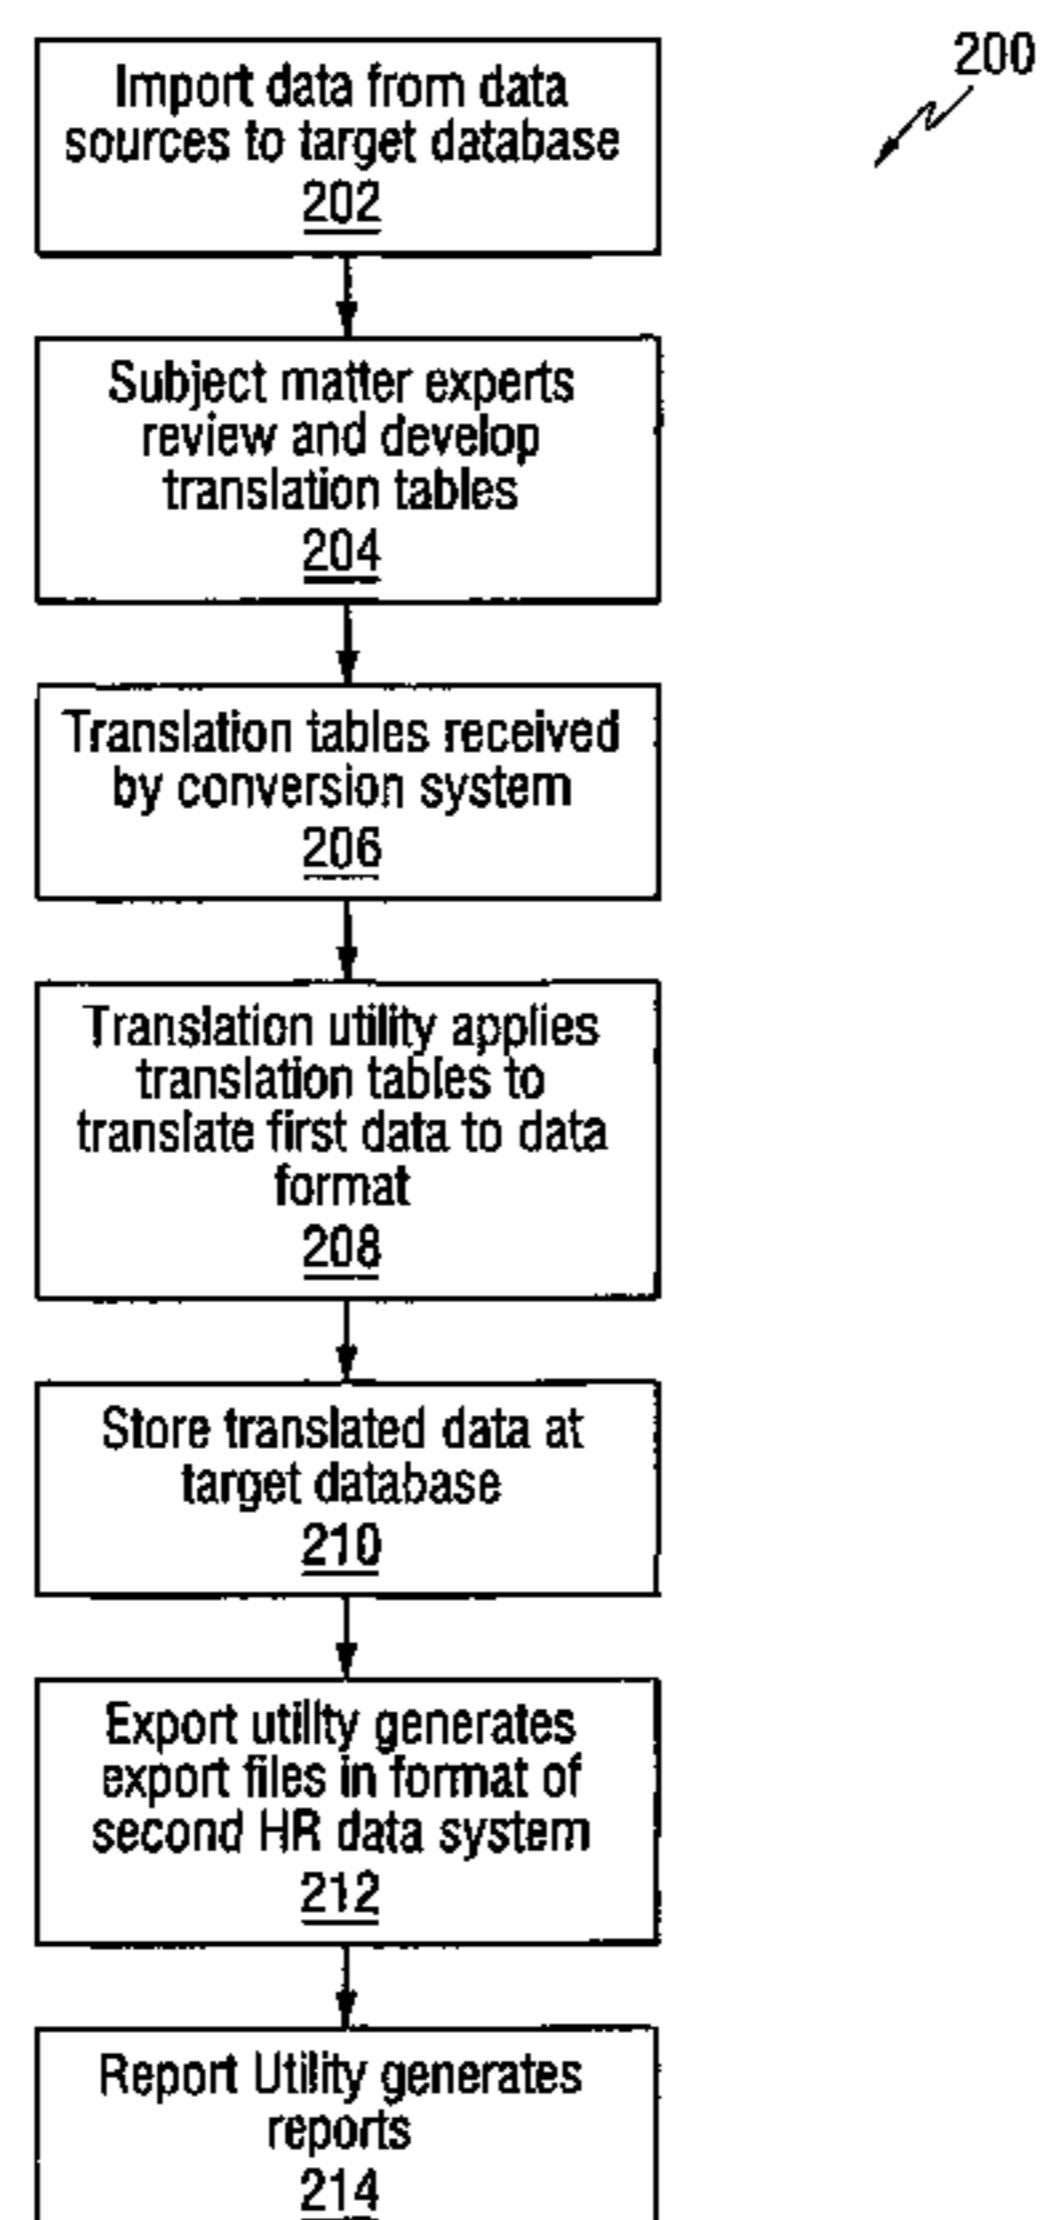 200
Import data from data
sources to target database
202
Subject matter experts
review and develop
translation tables
204
Translation tables received
by conversion system
206
Translation utility applies
translation tables to
translate first data to data
format
208
Store translated data at
target database
210
Export utility generates
export files in format of
second HR data system
212
Report Utility generates
reports
214